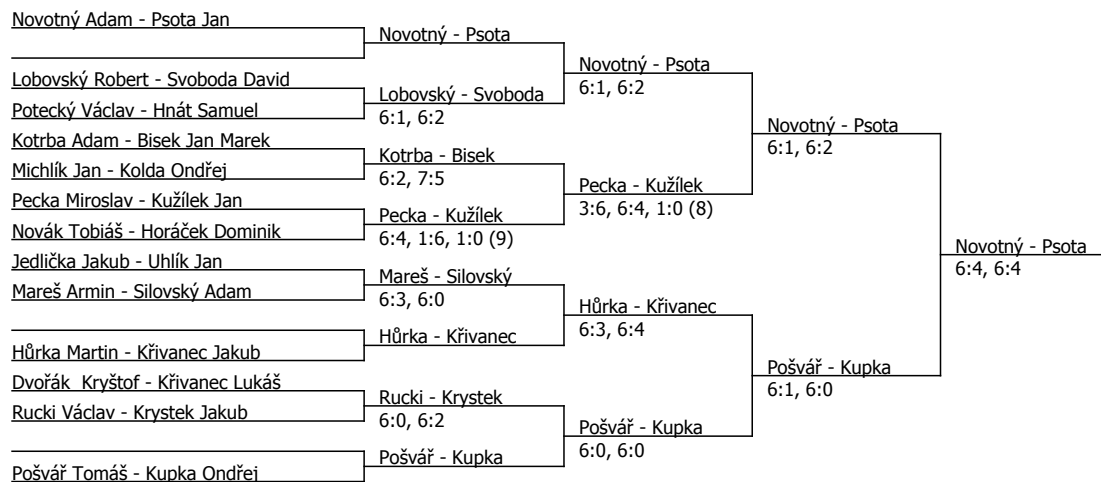 Novotný Adam - Psota Jan
Lobovský Robert - Svoboda David
Potecký Václav - Hnát Samuel
Kotrba Adam - Bisek Jan Marek
Michlík Jan - Kolda Ondřej
Pecka Miroslav - Kužílek Jan
Novák Tobiáš - Horáček Dominik
Jedlička Jakub - Uhlík Jan
Mareš Armin - Silovský Adam
Hůrka Martin - Křivanec Jakub
Dvořák  Kryštof - Křivanec Lukáš
Rucki Václav - Krystek Jakub
Pošvář Tomáš - Kupka Ondřej
Novotný - Psota
Lobovský - Svoboda
6:1, 6:2
Kotrba - Bisek
6:2, 7:5
Pecka - Kužílek
6:4, 1:6, 1:0 (9)
Mareš - Silovský
6:3, 6:0
Hůrka - Křivanec
Rucki - Krystek
6:0, 6:2
Pošvář - Kupka
Novotný - Psota
6:1, 6:2
Pecka - Kužílek
3:6, 6:4, 1:0 (8)
Hůrka - Křivanec
6:3, 6:4
Pošvář - Kupka
6:0, 6:0
Novotný - Psota
6:1, 6:2
Pošvář - Kupka
6:1, 6:0
Novotný - Psota
6:4, 6:4